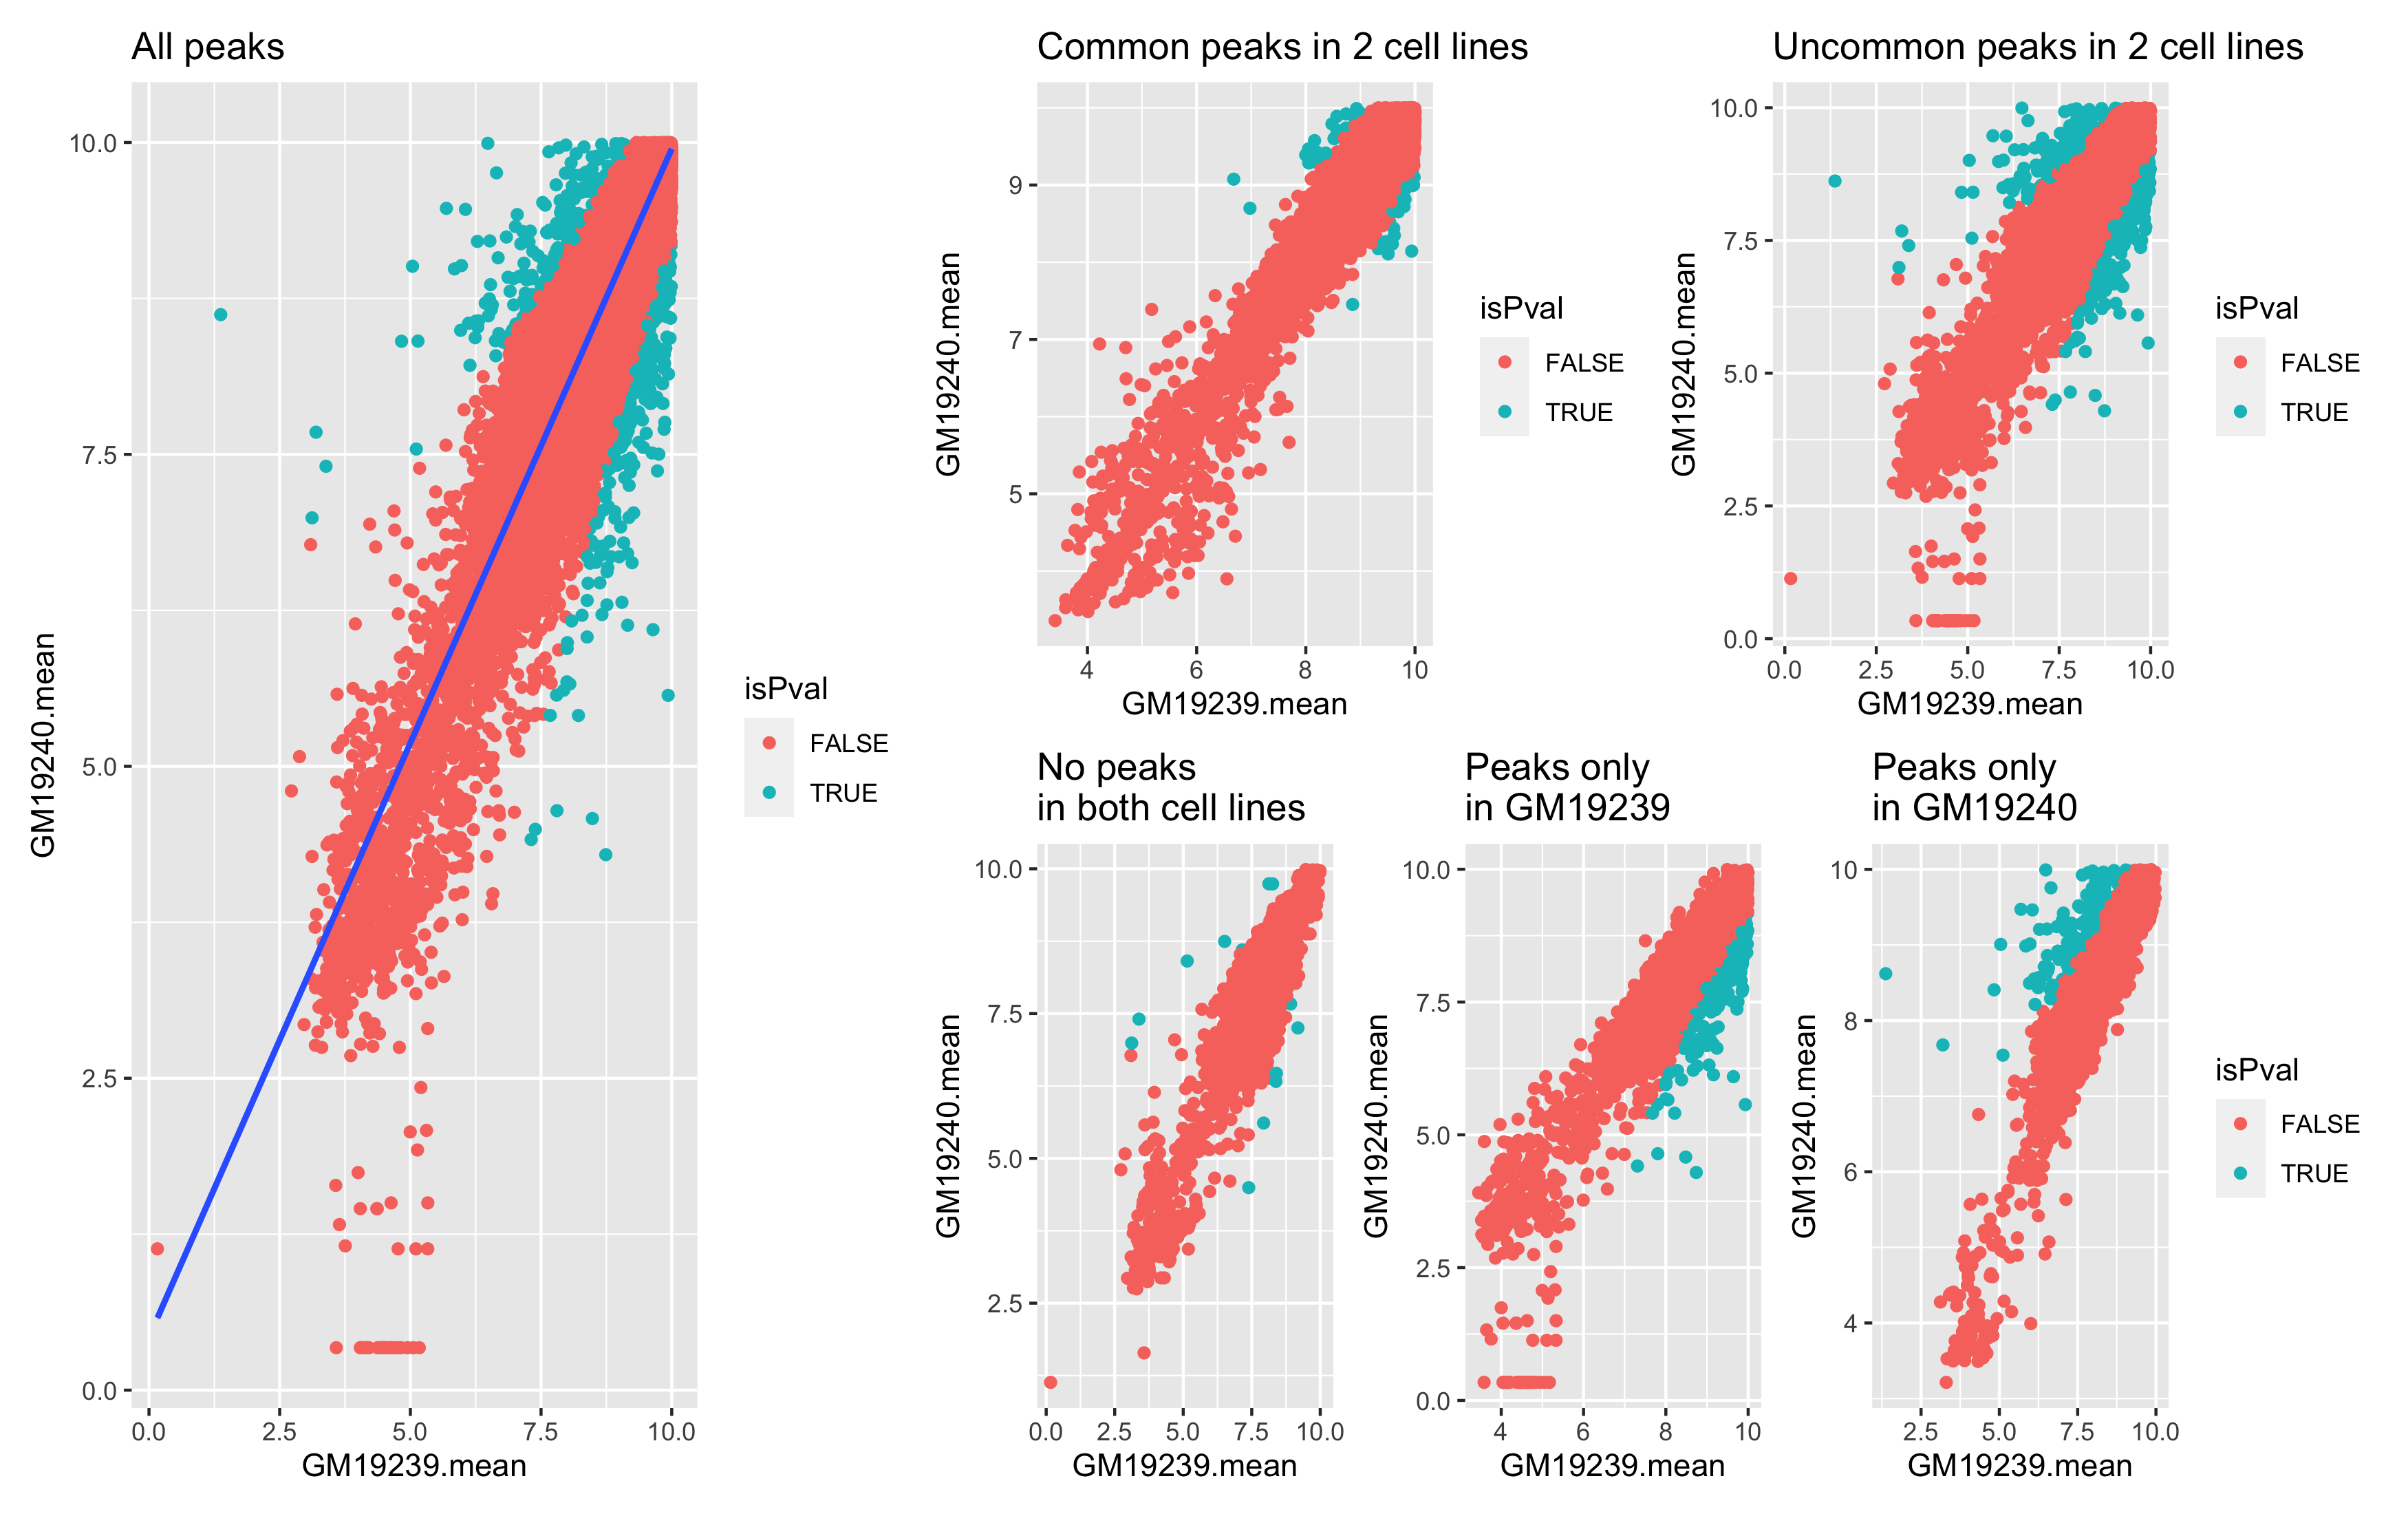 All peaks
10.0
7.5
5.0
2.5
0.0
GM19240.mean
0.0 2.5 5.0 7.5 10.0
GM19239.mean
isPval
FALSE
TRUE
Common peaks in 2 cell lines
9
7
5
GM19240.mean
4 6 8 10
GM19239.mean
isPval
FALSE
TRUE
Uncommon peaks in 2 cell lines
10.0
7.5
5.0
2.5
0.0
GM19240.mean
0.0 2.5 5.0 7.5 10.0
GM19239.mean
isPval
FALSE
TRUE
No peaks
in both cell lines
10.0
7.5
5.0
2.5
GM19240.mean
0.0 2.5 5.0 7.5 10.0
GM19239.mean
Peaks only
in GM19239
10.0
7.5
5.0
2.5
0.0
GM19240.mean
4 6 8 10
GM19239.mean
Peaks only
in GM19240
10
8
6
4
GM19240.mean
2.5 5.0 7.5 10.0
GM19239.mean
isPval
FALSE
TRUE